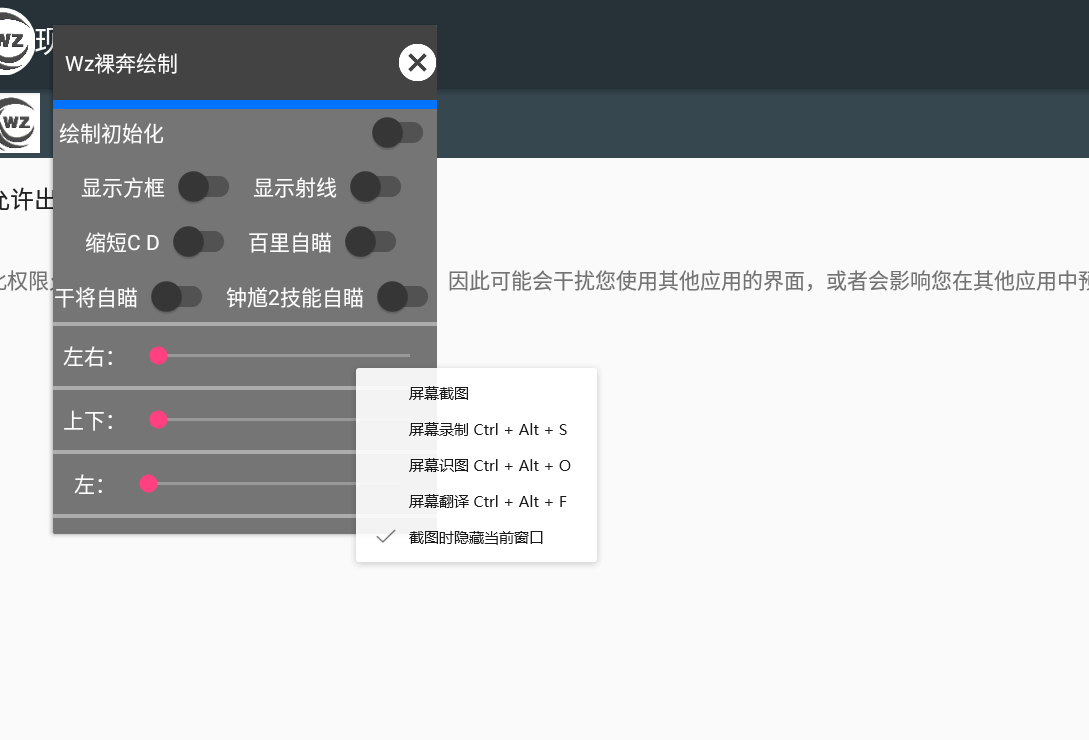 WZ 现
Wz裸奔绘制
WZ
绘制初始化
显示方框 显示射线
允许出
缩短C D 百里自瞄
此权限 因此可能会干扰您使用其他应用的界面，或者会影响您在其他应用中预
干将自瞄 钟馗2技能自瞄
左右：
屏幕截图
上下：
屏幕录制 Ctrl + Alt + S
屏幕识图 Ctrl + Alt + O
左：
屏幕翻译 Ctrl + Alt + F
截图时隐藏当前窗口